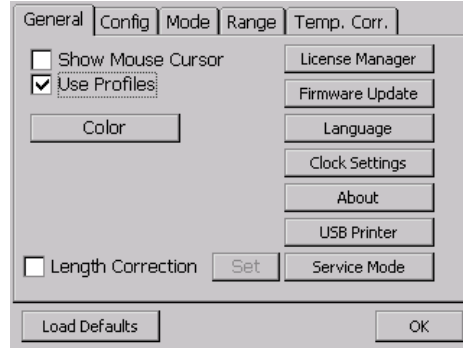 General Config Mode Range Temp. Corr.
Show Mouse Cursor License Manager
Use Profiles Firmware Update
Color Language
Clock Settings
About
USB Printer
Length Correction Set Service Mode
Load Defaults OK